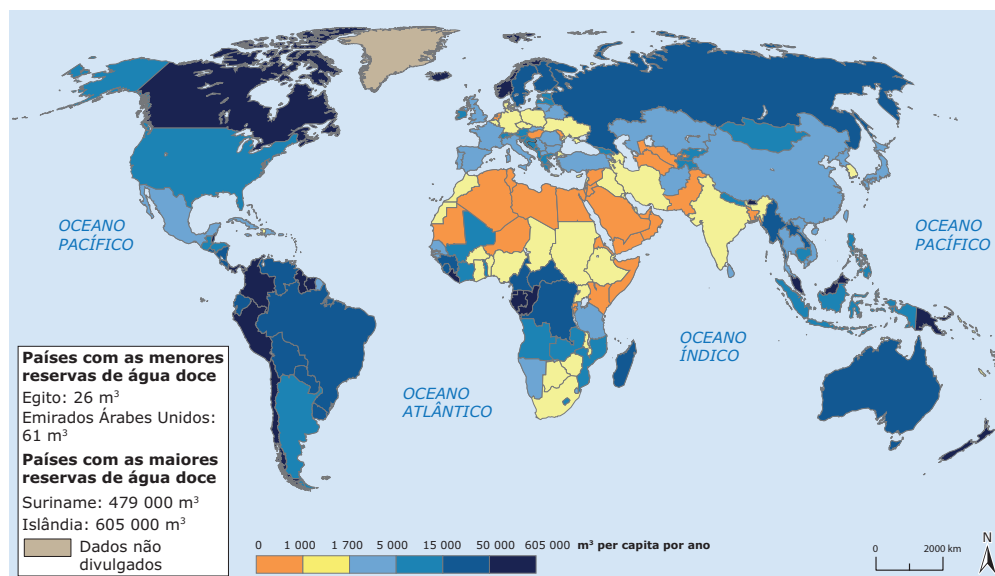 OCEANO
PACÍFICO
OCEANO
PACÍFICO
OCEANO
ÍNDICO
OCEANO
ATLÂNTICO
Países com as menores
reservas de água doce
Egito: 26 m³
Emirados Árabes Unidos:
61 m³
Países com as maiores
reservas de água doce
Suriname: 479 000 m³
Islândia: 605 000 m³
Dados não
divulgados
0 1 000 1 700 5 000 15 000 50 000 605 000 m³ per capita por ano
N
0 2000 km